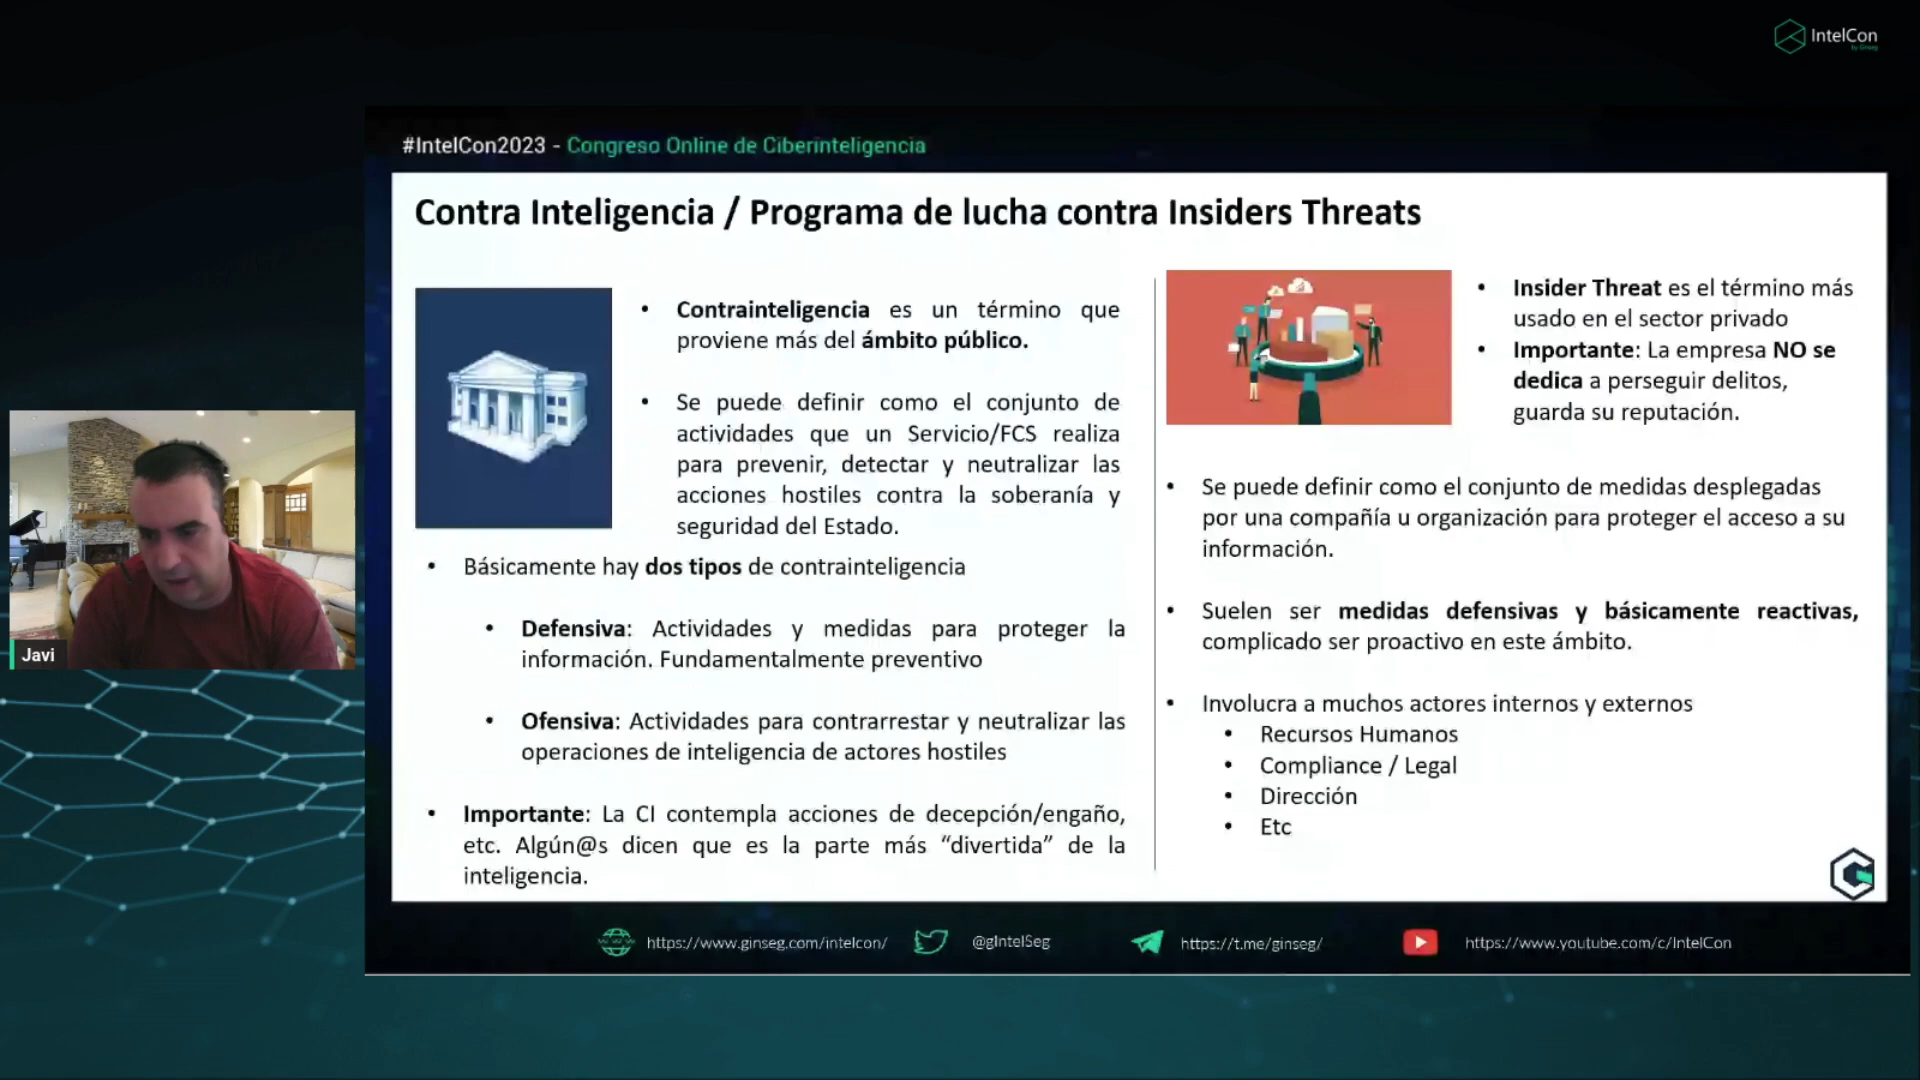 IntelCon
by Ginseg
#IntelCon2023 - Congreso Online de Ciberinteligencia
Contra Inteligencia / Programa de lucha contra Insiders Threats
• Contrainteligencia es un término que
proviene más del ámbito público.
• Se puede definir como el conjunto de
actividades que un Servicio/FCS realiza
para prevenir, detectar y neutralizar las
acciones hostiles contra la soberanía y
seguridad del Estado.
• Básicamente hay dos tipos de contrainteligencia
• Defensiva: Actividades y medidas para proteger la
información. Fundamentalmente preventivo
• Ofensiva: Actividades para contrarrestar y neutralizar las
operaciones de inteligencia de actores hostiles
• Importante: La CI contempla acciones de decepción/engaño,
etc. Algún@s dicen que es la parte más “divertida” de la
inteligencia.
• Insider Threat es el término más
usado en el sector privado
• Importante: La empresa NO se
dedica a perseguir delitos,
guarda su reputación.
• Se puede definir como el conjunto de medidas desplegadas
por una compañía u organización para proteger el acceso a su
información.
• Suelen ser medidas defensivas y básicamente reactivas,
complicado ser proactivo en este ámbito.
• Involucra a muchos actores internos y externos
• Recursos Humanos
• Compliance / Legal
• Dirección
• Etc
Javi
https://www.ginseg.com/intelcon/
@gIntelSeg
https://t.me/ginseg/
https://www.youtube.com/c/IntelCon